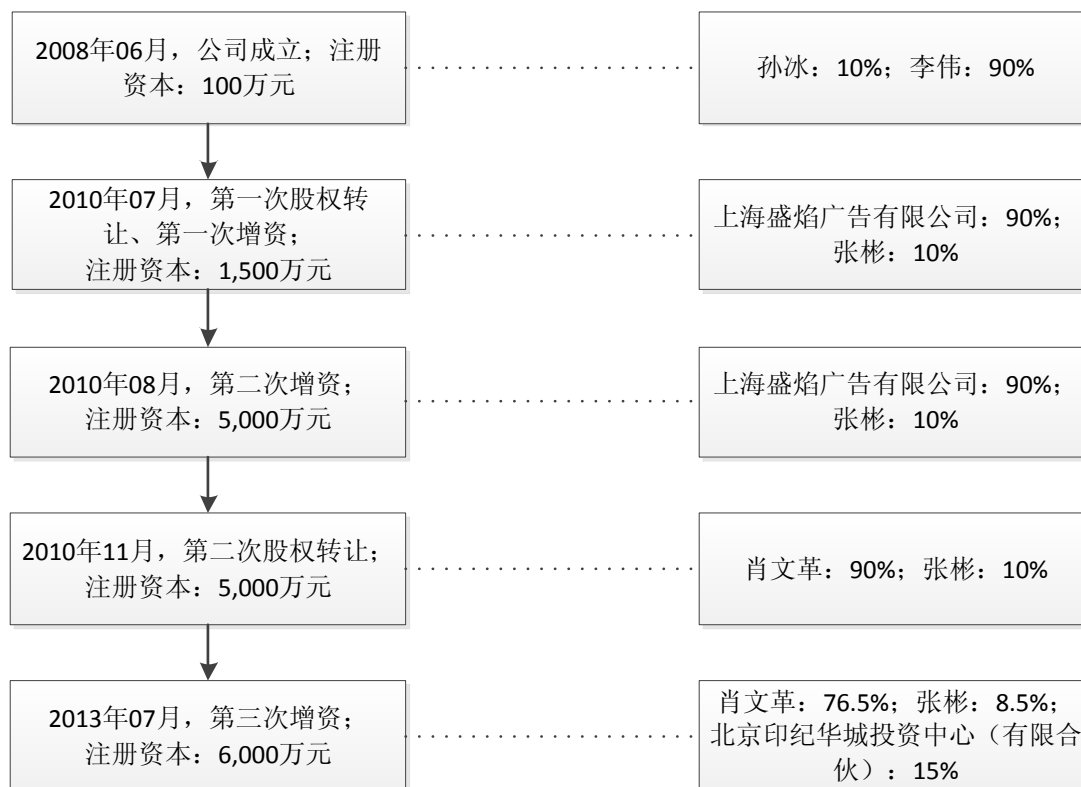 2008年06月，公司成立；注册
资本：100万元
孙冰：10%；李伟：90%
2010年07月，第一次股权转
让、第一次增资；
注册资本：1,500万元
上海盛焰广告有限公司：90%；
张彬：10%
2010年08月，第二次增资；
注册资本：5,000万元
上海盛焰广告有限公司：90%；
张彬：10%
2010年11月，第二次股权转让；
注册资本：5,000万元
肖文革：90%；张彬：10%
2013年07月，第三次增资；
注册资本：6,000万元
肖文革：76.5%；张彬：8.5%；
北京印纪华城投资中心（有限合
伙）：15%